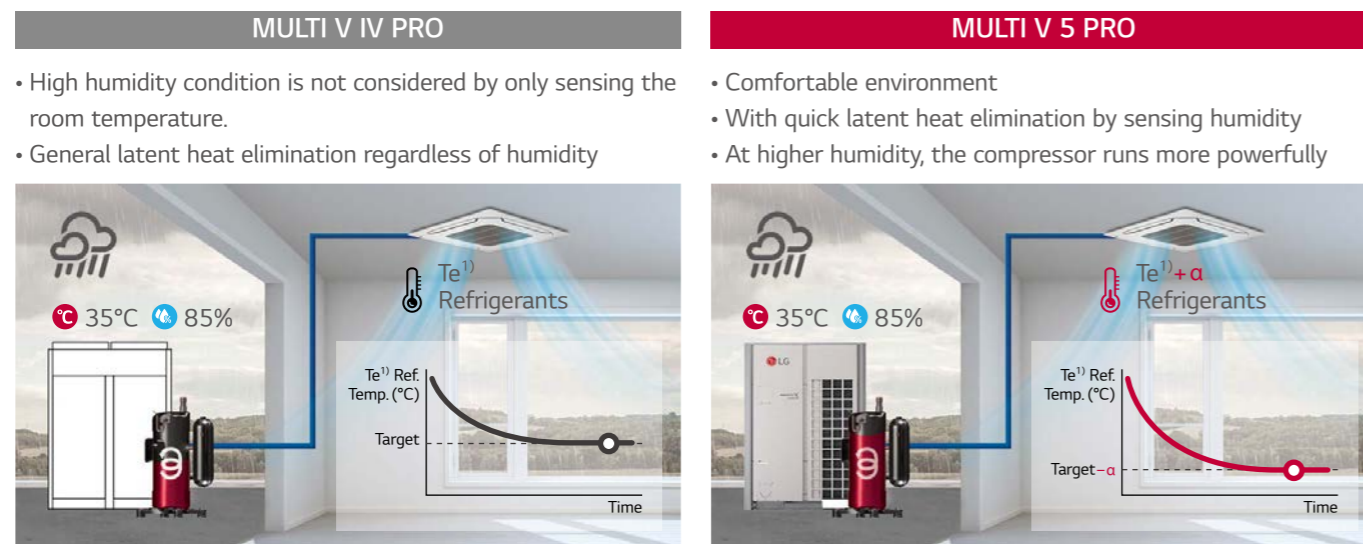 MULTI V IV PRO
• High humidity condition is not considered by only sensing the
room temperature.
• General latent heat elimination regardless of humidity
Te¹⁾
Refrigerants
℃ 35°C % 85%
Te¹⁾ Ref.
Temp. (°C)
Target
Time
MULTI V 5 PRO
• Comfortable environment
• With quick latent heat elimination by sensing humidity
• At higher humidity, the compressor runs more powerfully
Te¹⁾+α
Refrigerants
℃ 35°C % 85%
LG
Te¹⁾ Ref.
Temp. (°C)
Target-α
Time